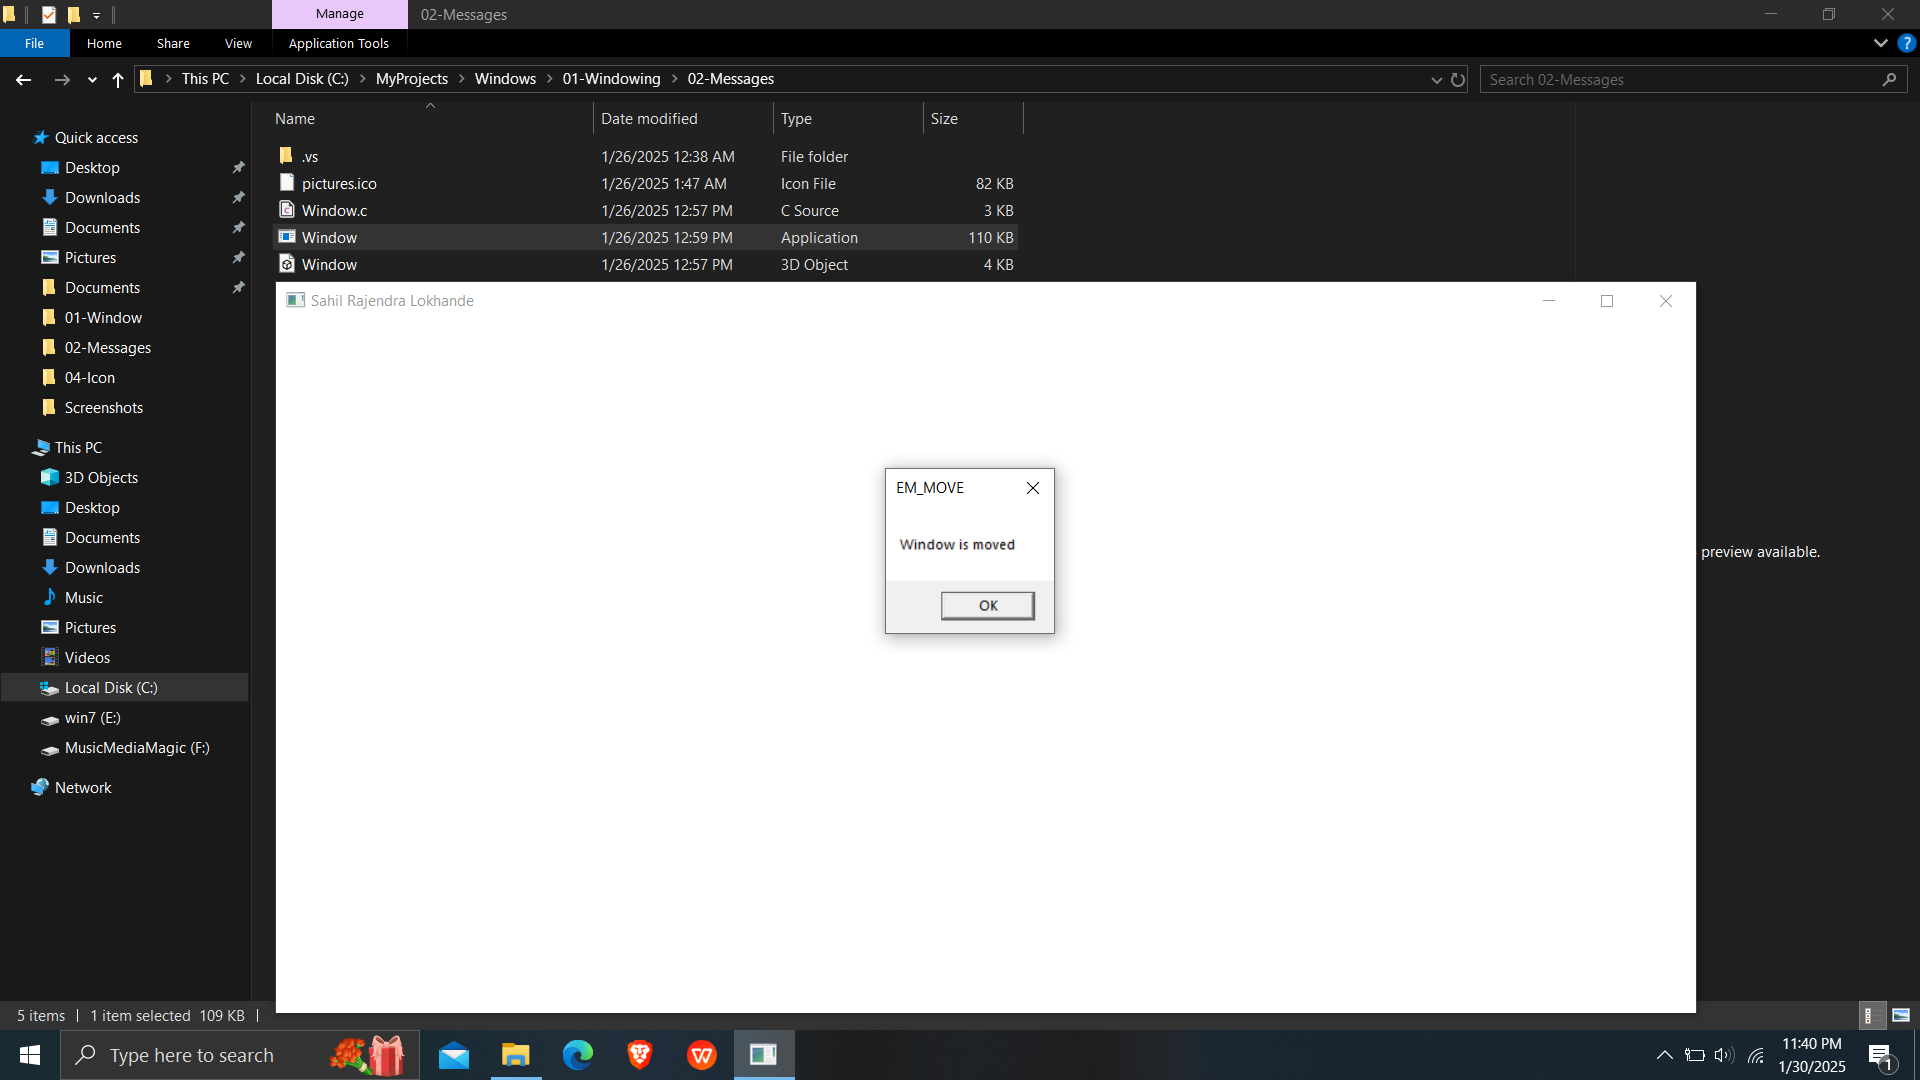 Manage
02-Messages
File
Home
Share
View
Application Tools
This PC
Local Disk (C:)
MyProjects
Windows
01-Windowing
02-Messages
Search 02-Messages
Name
Date modified
Type
Size
.vs 1/26/2025 12:38 AM File folder
pictures.ico 1/26/2025 1:47 AM Icon File 82 KB
Window.c 1/26/2025 12:57 PM C Source 3 KB
Window 1/26/2025 12:59 PM Application 110 KB
Window 1/26/2025 12:57 PM 3D Object 4 KB
Quick access
Desktop
Downloads
Documents
Pictures
Documents
01-Window
02-Messages
04-Icon
Screenshots
This PC
3D Objects
Desktop
Documents
Downloads
Music
Pictures
Videos
Local Disk (C:)
win7 (E:)
MusicMediaMagic (F:)
Network
Sahil Rajendra Lokhande
EM_MOVE
Window is moved
OK
preview available.
5 items
1 item selected 109 KB
Type here to search
11:40 PM
1/30/2025
1